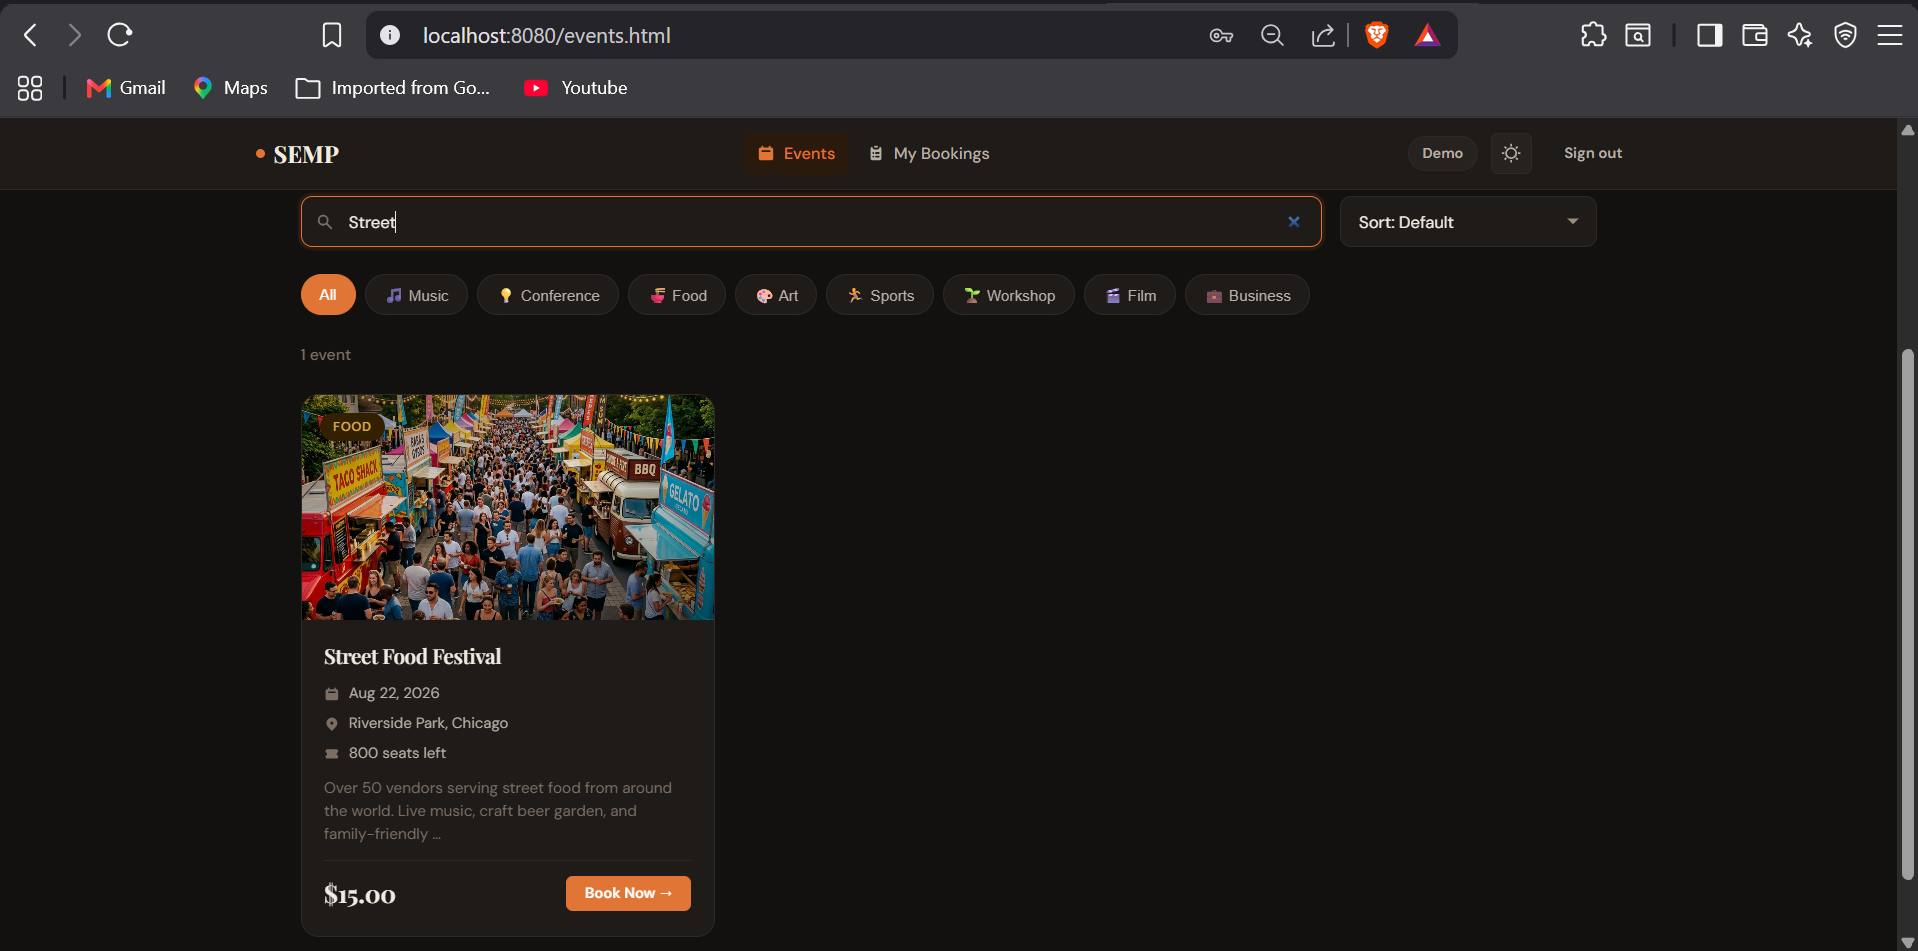 localhost:8080/events.html
Gmail
Maps
Imported from Go...
Youtube
SEMP
Events
My Bookings
Demo
Sign out
Street
Sort: Default
All
Music
Conference
Food
Art
Sports
Workshop
Film
Business
1 event
FOOD
TACO SHACK
BBQ
GELATO
Street Food Festival
Aug 22, 2026
Riverside Park, Chicago
800 seats left
Over 50 vendors serving street food from around
the world. Live music, craft beer garden, and
family-friendly ...
$15.00
Book Now →